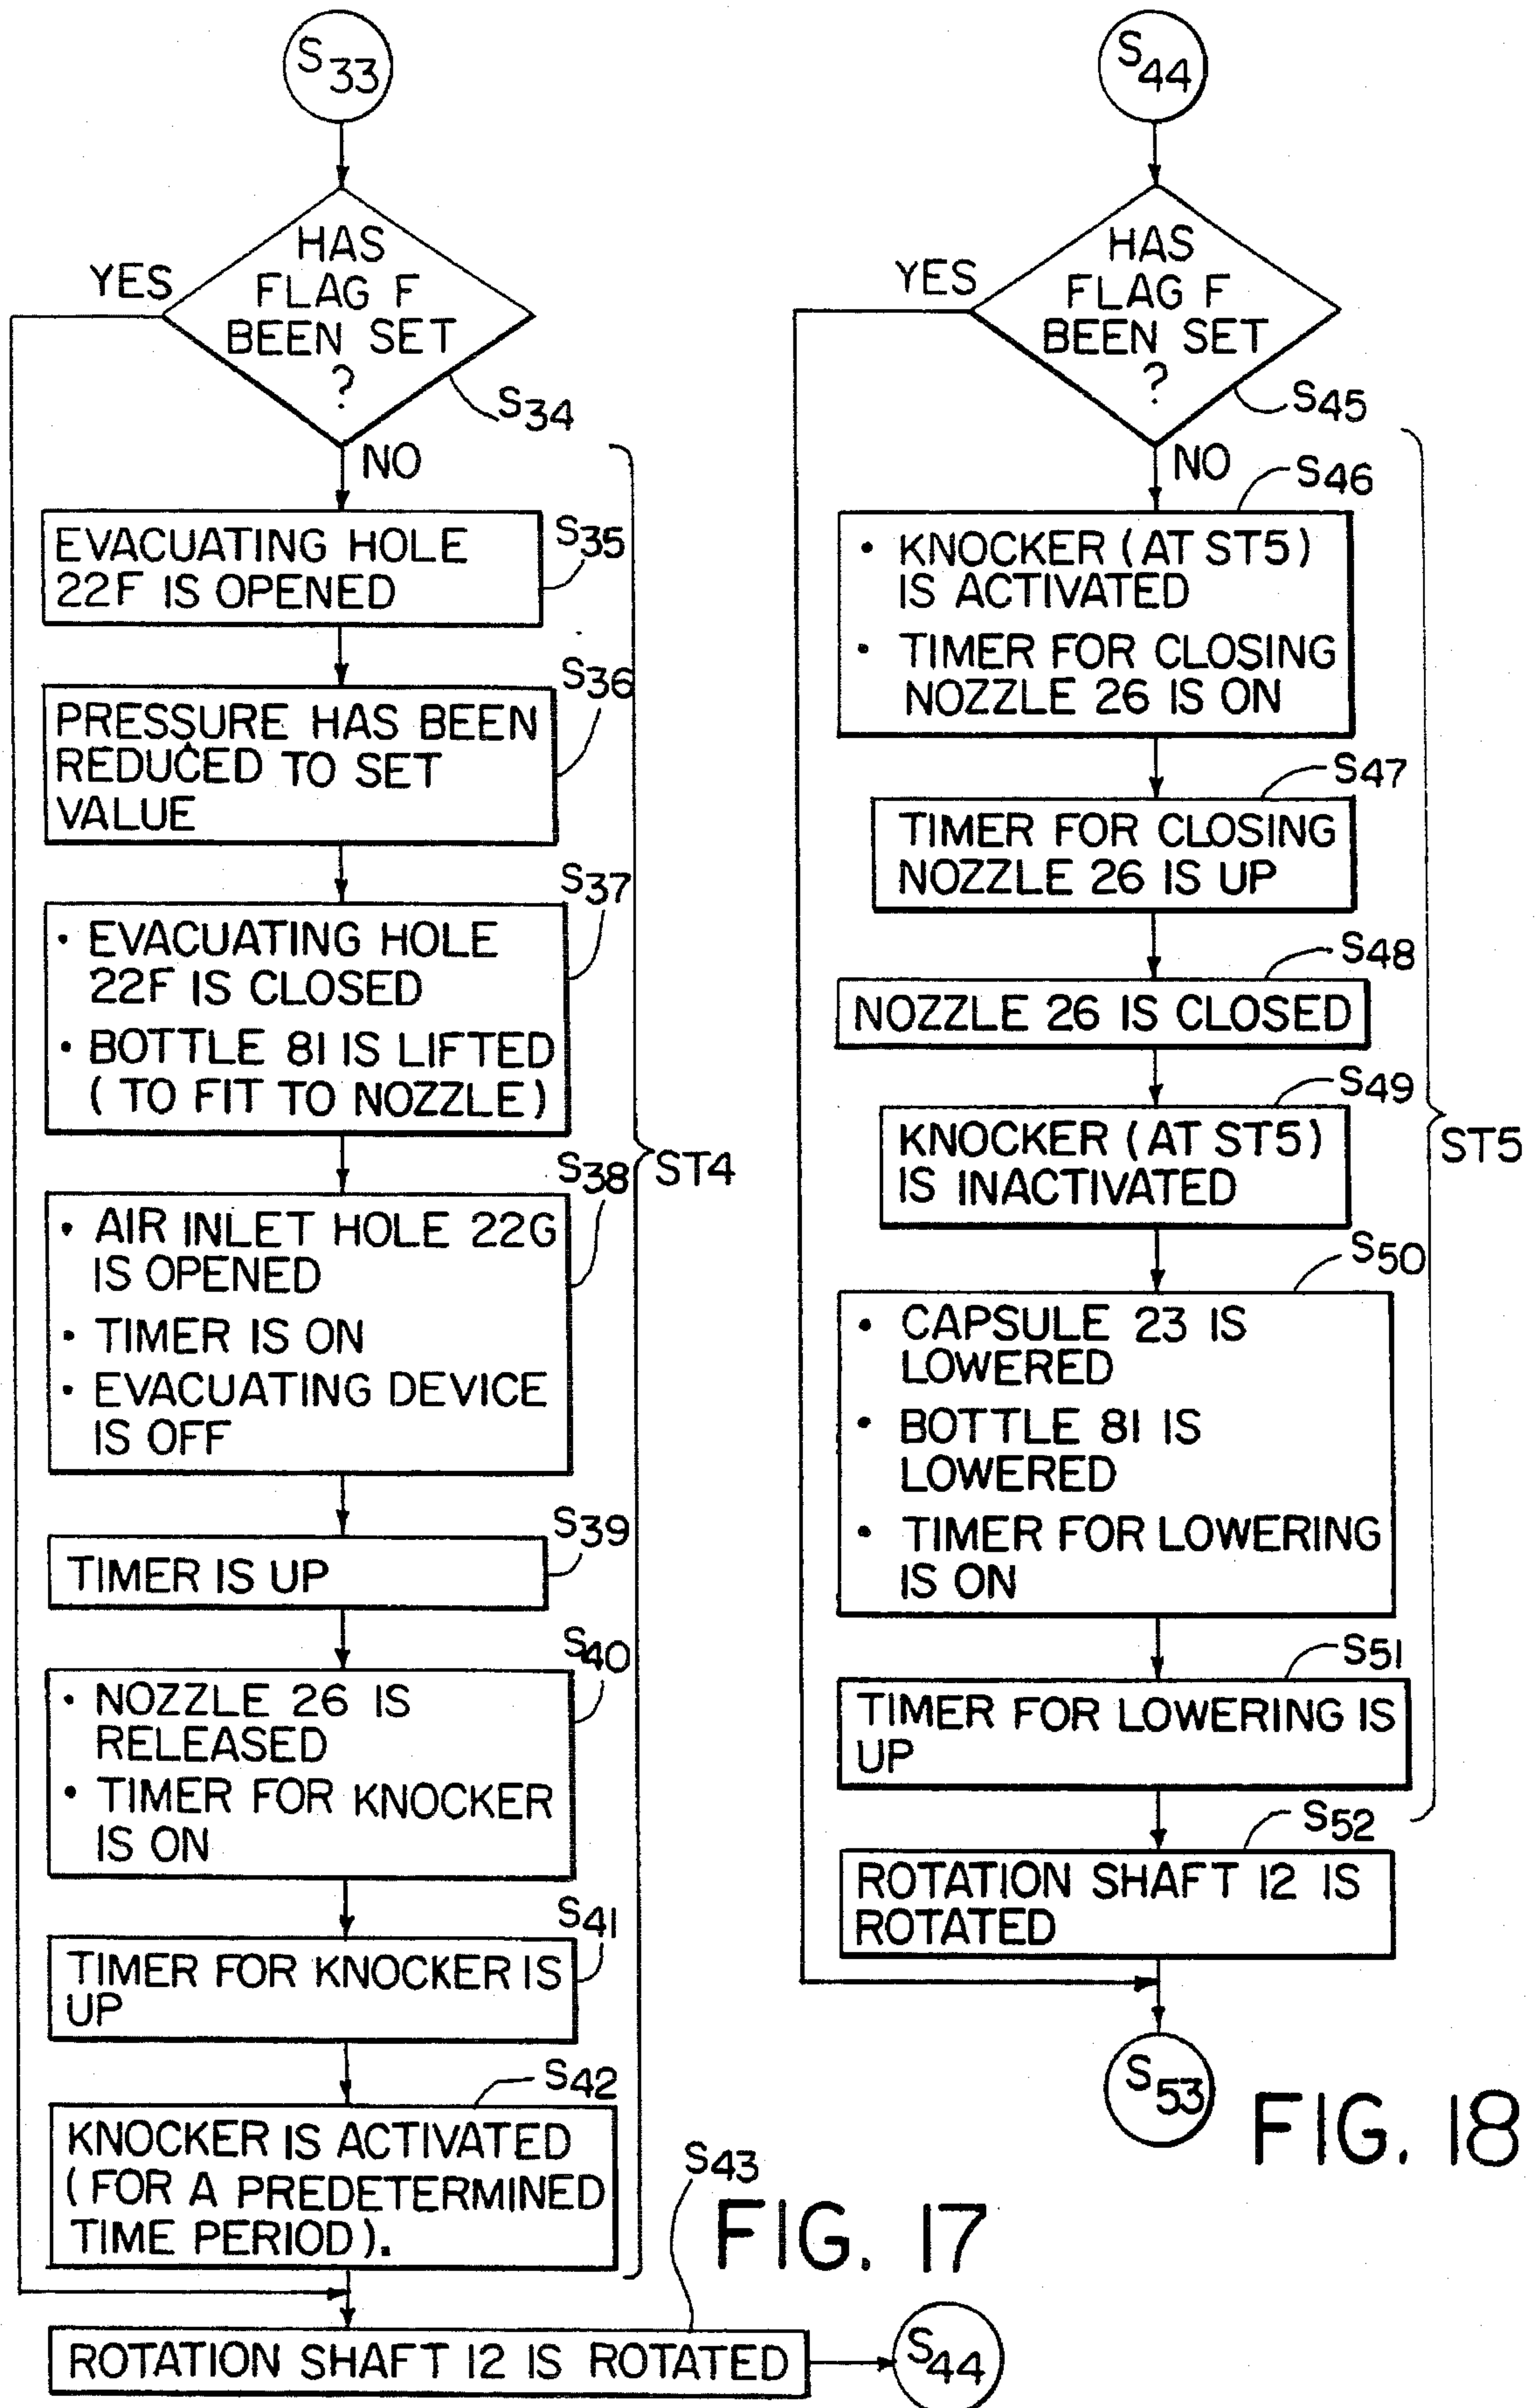 S33
HAS
FLAG F
BEEN SET
?
YES
S34
NO
EVACUATING HOLE
22F IS OPENED
S35
PRESSURE HAS BEEN
REDUCED TO SET
VALUE
S36
• EVACUATING HOLE
22F IS CLOSED
• BOTTLE 81 IS LIFTED
(TO FIT TO NOZZLE)
S37
• AIR INLET HOLE 22G
IS OPENED
• TIMER IS ON
• EVACUATING DEVICE
IS OFF
S38
ST4
TIMER IS UP
S39
• NOZZLE 26 IS
RELEASED
• TIMER FOR KNOCKER
IS ON
S40
TIMER FOR KNOCKER IS
UP
S41
KNOCKER IS ACTIVATED
(FOR A PREDETERMINED
TIME PERIOD).
S42
ROTATION SHAFT 12 IS ROTATED
S43
S44
FIG. 17
S44
HAS
FLAG F
BEEN SET
?
YES
S45
NO
• KNOCKER (AT ST5)
IS ACTIVATED
• TIMER FOR CLOSING
NOZZLE 26 IS ON
S46
TIMER FOR CLOSING
NOZZLE 26 IS UP
S47
NOZZLE 26 IS CLOSED
S48
KNOCKER (AT ST5)
IS INACTIVATED
S49
ST5
• CAPSULE 23 IS
LOWERED
• BOTTLE 81 IS
LOWERED
• TIMER FOR LOWERING
IS ON
S50
TIMER FOR LOWERING IS
UP
S51
ROTATION SHAFT 12 IS
ROTATED
S52
S53
FIG. 18